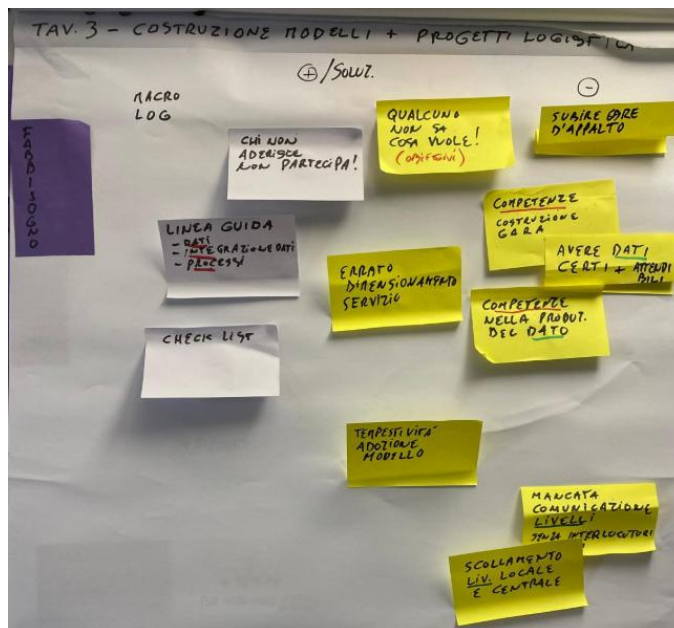 TAV. 3 - COSTRUZIONE MODELLI + PROGETTI LOGISTICA
⊕/SOLUZ.
⊖
MACRO
LOG
FABBISOGNO
CHI NON
ADERISCE
NON PARTECIPA!
QUALCUNO
NON SA
COSA VUOLE!
(OBIETTIVI)
SUBIRE GARE
D'APPALTO
LINEA GUIDA
- DATI
- INTEGRAZIONE DATI
- PROCESSI
COMPETENZE
COSTRUZIONE
GARA
AVERE DATI
CERTI + ATTENDI
BILI
ERRATO
DIMENSIONAMENTO
SERVIZIO
COMPETENZE
NELLA PRODUZ.
DEL DATO
CHECK LIST
TEMPESTIVITA'
ADOZIONE
MODELLO
MANCATA
COMUNICAZIONE
LIVELLI
SENZA INTERLOCUTORI
SCOLLAMENTO
LIV. LOCALE
E CENTRALE